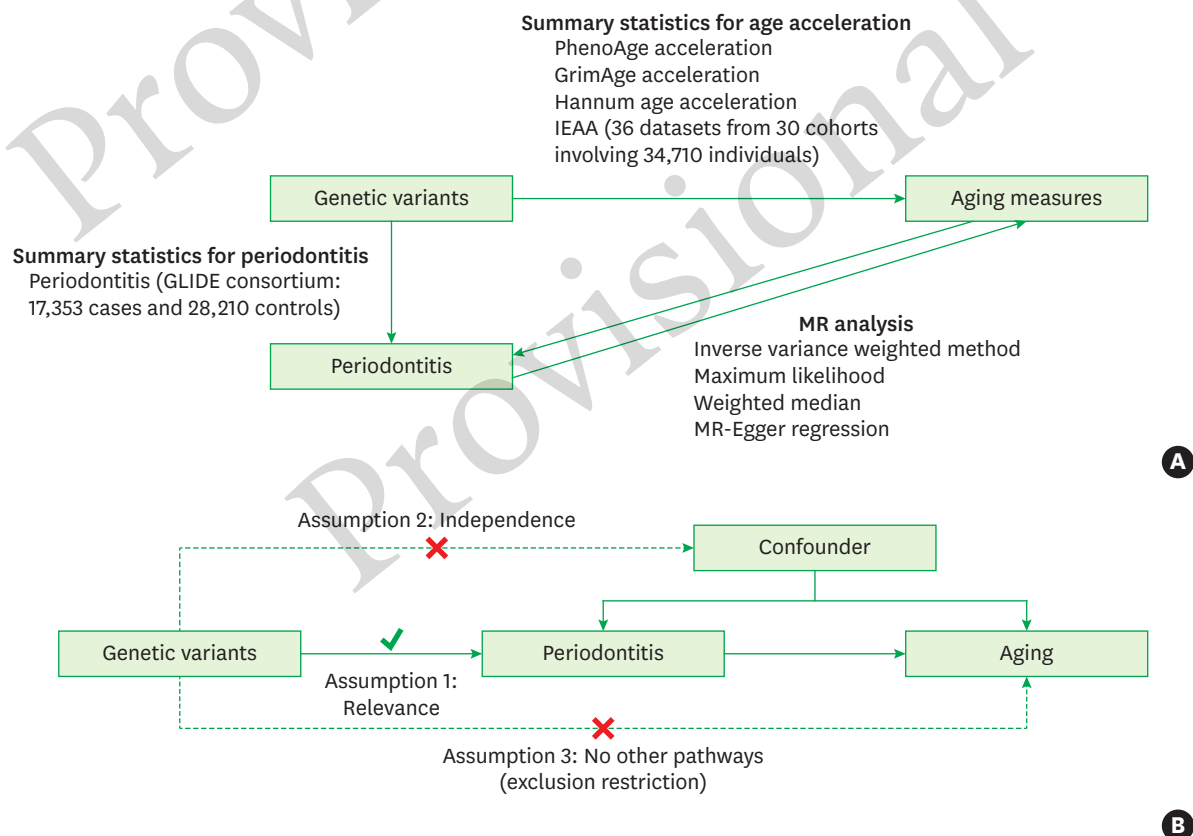 Provisional
Provisional
Summary statistics for age acceleration
PhenoAge acceleration
GrimAge acceleration
Hannum age acceleration
IEAA (36 datasets from 30 cohorts
involving 34,710 individuals)
Genetic variants
Aging measures
Summary statistics for periodontitis
Periodontitis (GLIDE consortium:
17,353 cases and 28,210 controls)
Periodontitis
MR analysis
Inverse variance weighted method
Maximum likelihood
Weighted median
MR-Egger regression
A
Assumption 2: Independence
Confounder
Genetic variants
Periodontitis
Aging
Assumption 1:
Relevance
Assumption 3: No other pathways
(exclusion restriction)
B